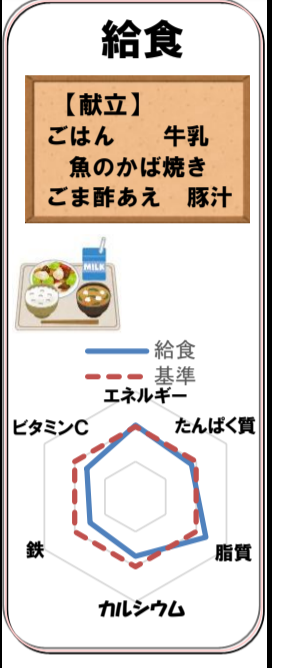 給食
【献立】
ごはん　　牛乳
魚のかば焼き
ごま酢あえ　豚汁
MILK
給食
基準
エネルギー
ビタミンC
たんぱく質
鉄
脂質
カルシウム